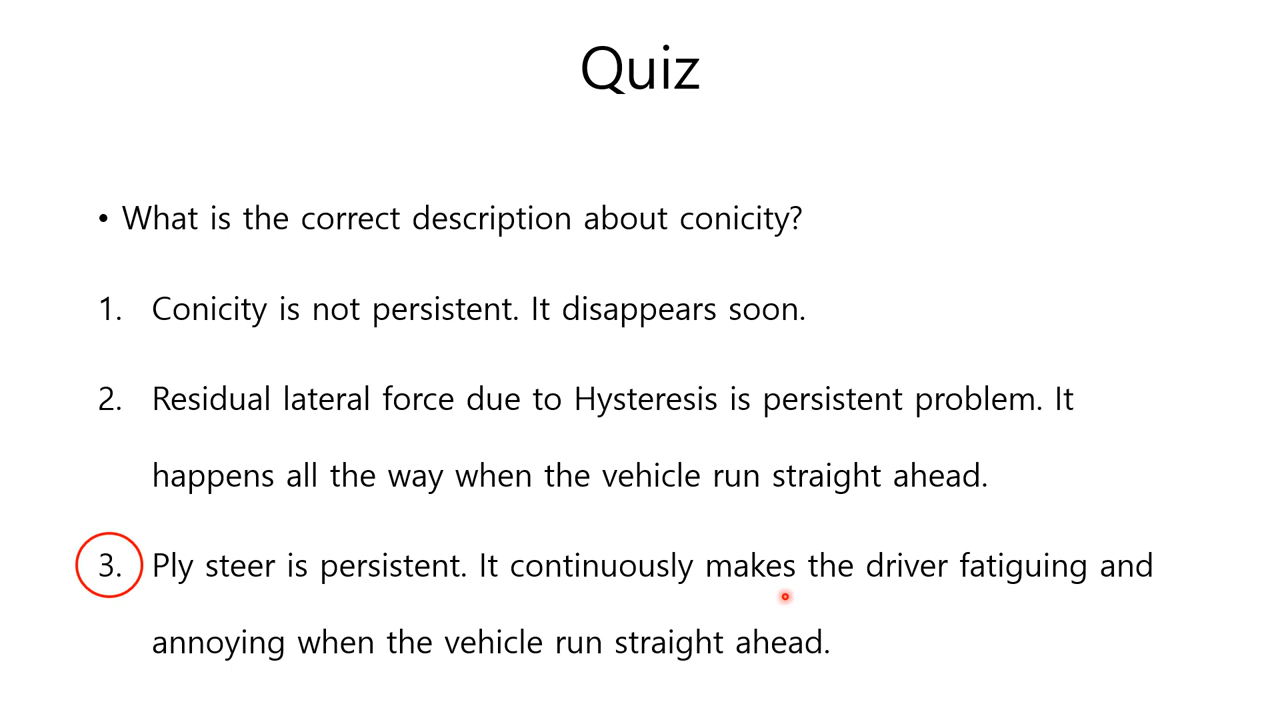 Quiz
• What is the correct description about conicity?
1. Conicity is not persistent. It disappears soon.
2. Residual lateral force due to Hysteresis is persistent problem. It
happens all the way when the vehicle run straight ahead.
3. Ply steer is persistent. It continuously makes the driver fatiguing and
annoying when the vehicle run straight ahead.